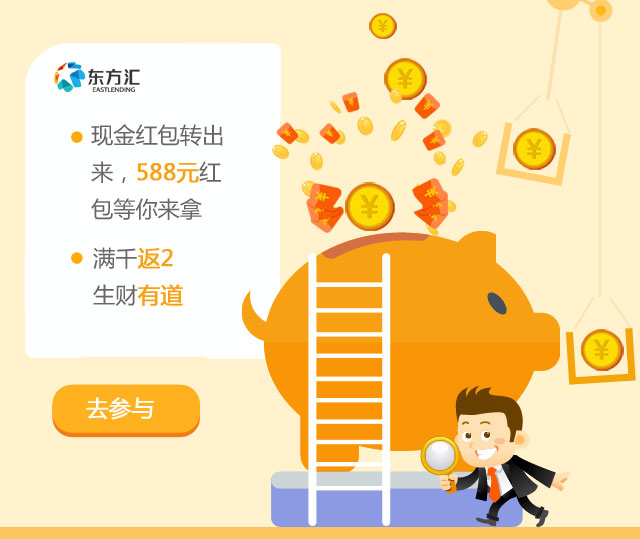 东方汇
EASTLENDING
现金红包转出
来，588元红
包等你来拿
满千返2
生财有道
去参与